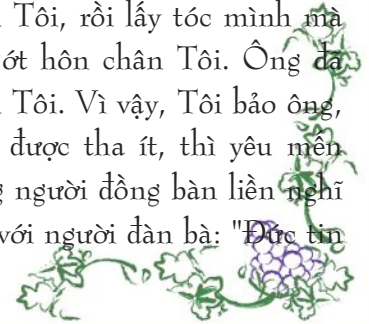 Tôi, rồi lấy tóc mình mà
ớt hôn chân Tôi. Ông đã
Tôi. Vì vậy, Tôi bảo ông,
được tha ít, thì yêu mến
người đồng bàn liền nghĩ
với người đàn bà: "Đức tin